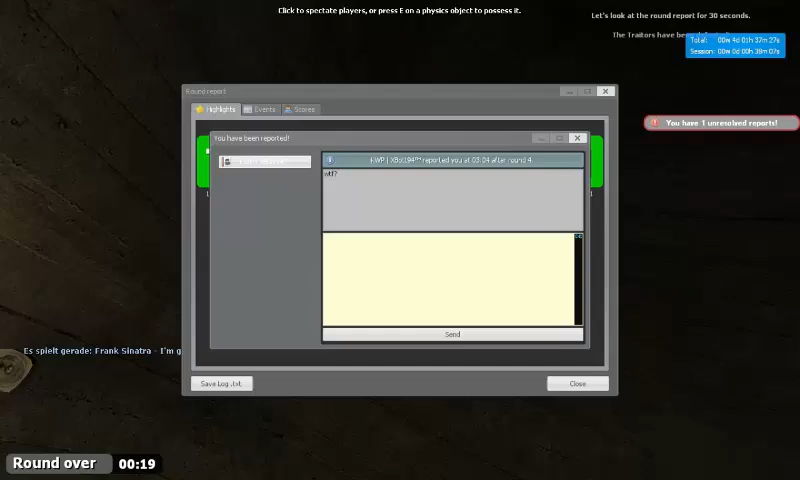 Click to spectate players, or press E on a physics object to possess it.
Let's look at the round report for 30 seconds.
The Traitors have been
Total: 00w 4d 01h 37m 27s
Session: 00w 0d 00h 38m 07s
Round report
Highlights
Events
Scores
You have 1 unresolved reports!
You have been reported!
reported you at 03:04 after round 4
wtf?
Send
Es spielt gerade: Frank Sinatra - I'm g
Save Log .txt
Close
Round over
00:19